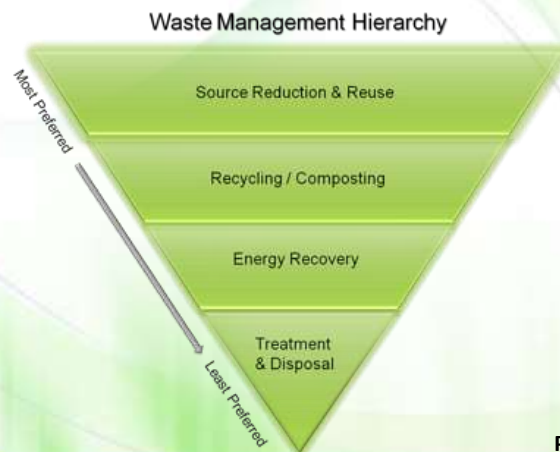 Waste Management Hierarchy
Most Preferred
Source Reduction & Reuse
Recycling / Composting
Energy Recovery
Treatment
& Disposal
Least Preferred